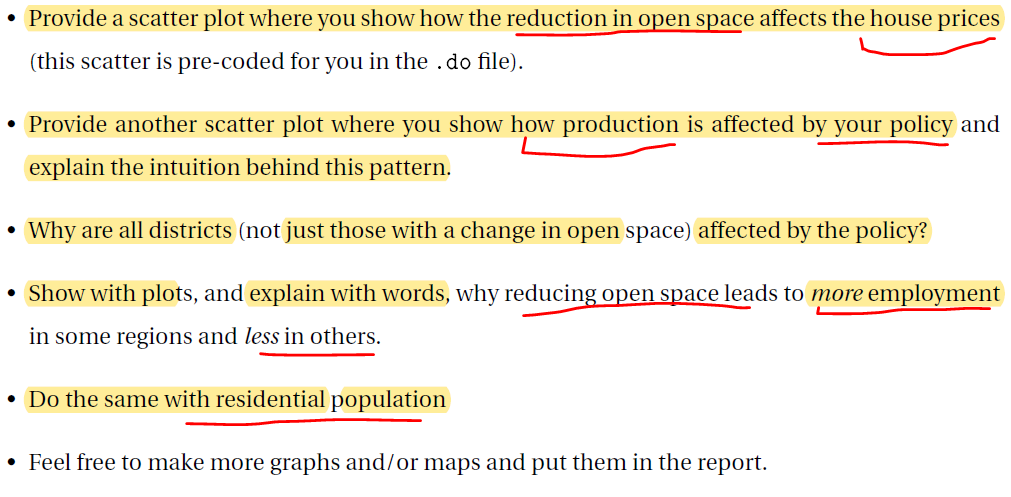 • Provide a scatter plot where you show how the reduction in open space affects the house prices
(this scatter is pre-coded for you in the .do file).
• Provide another scatter plot where you show how production is affected by your policy and
explain the intuition behind this pattern.
• Why are all districts (not just those with a change in open space) affected by the policy?
• Show with plots, and explain with words, why reducing open space leads to more employment
in some regions and less in others.
• Do the same with residential population
• Feel free to make more graphs and/or maps and put them in the report.